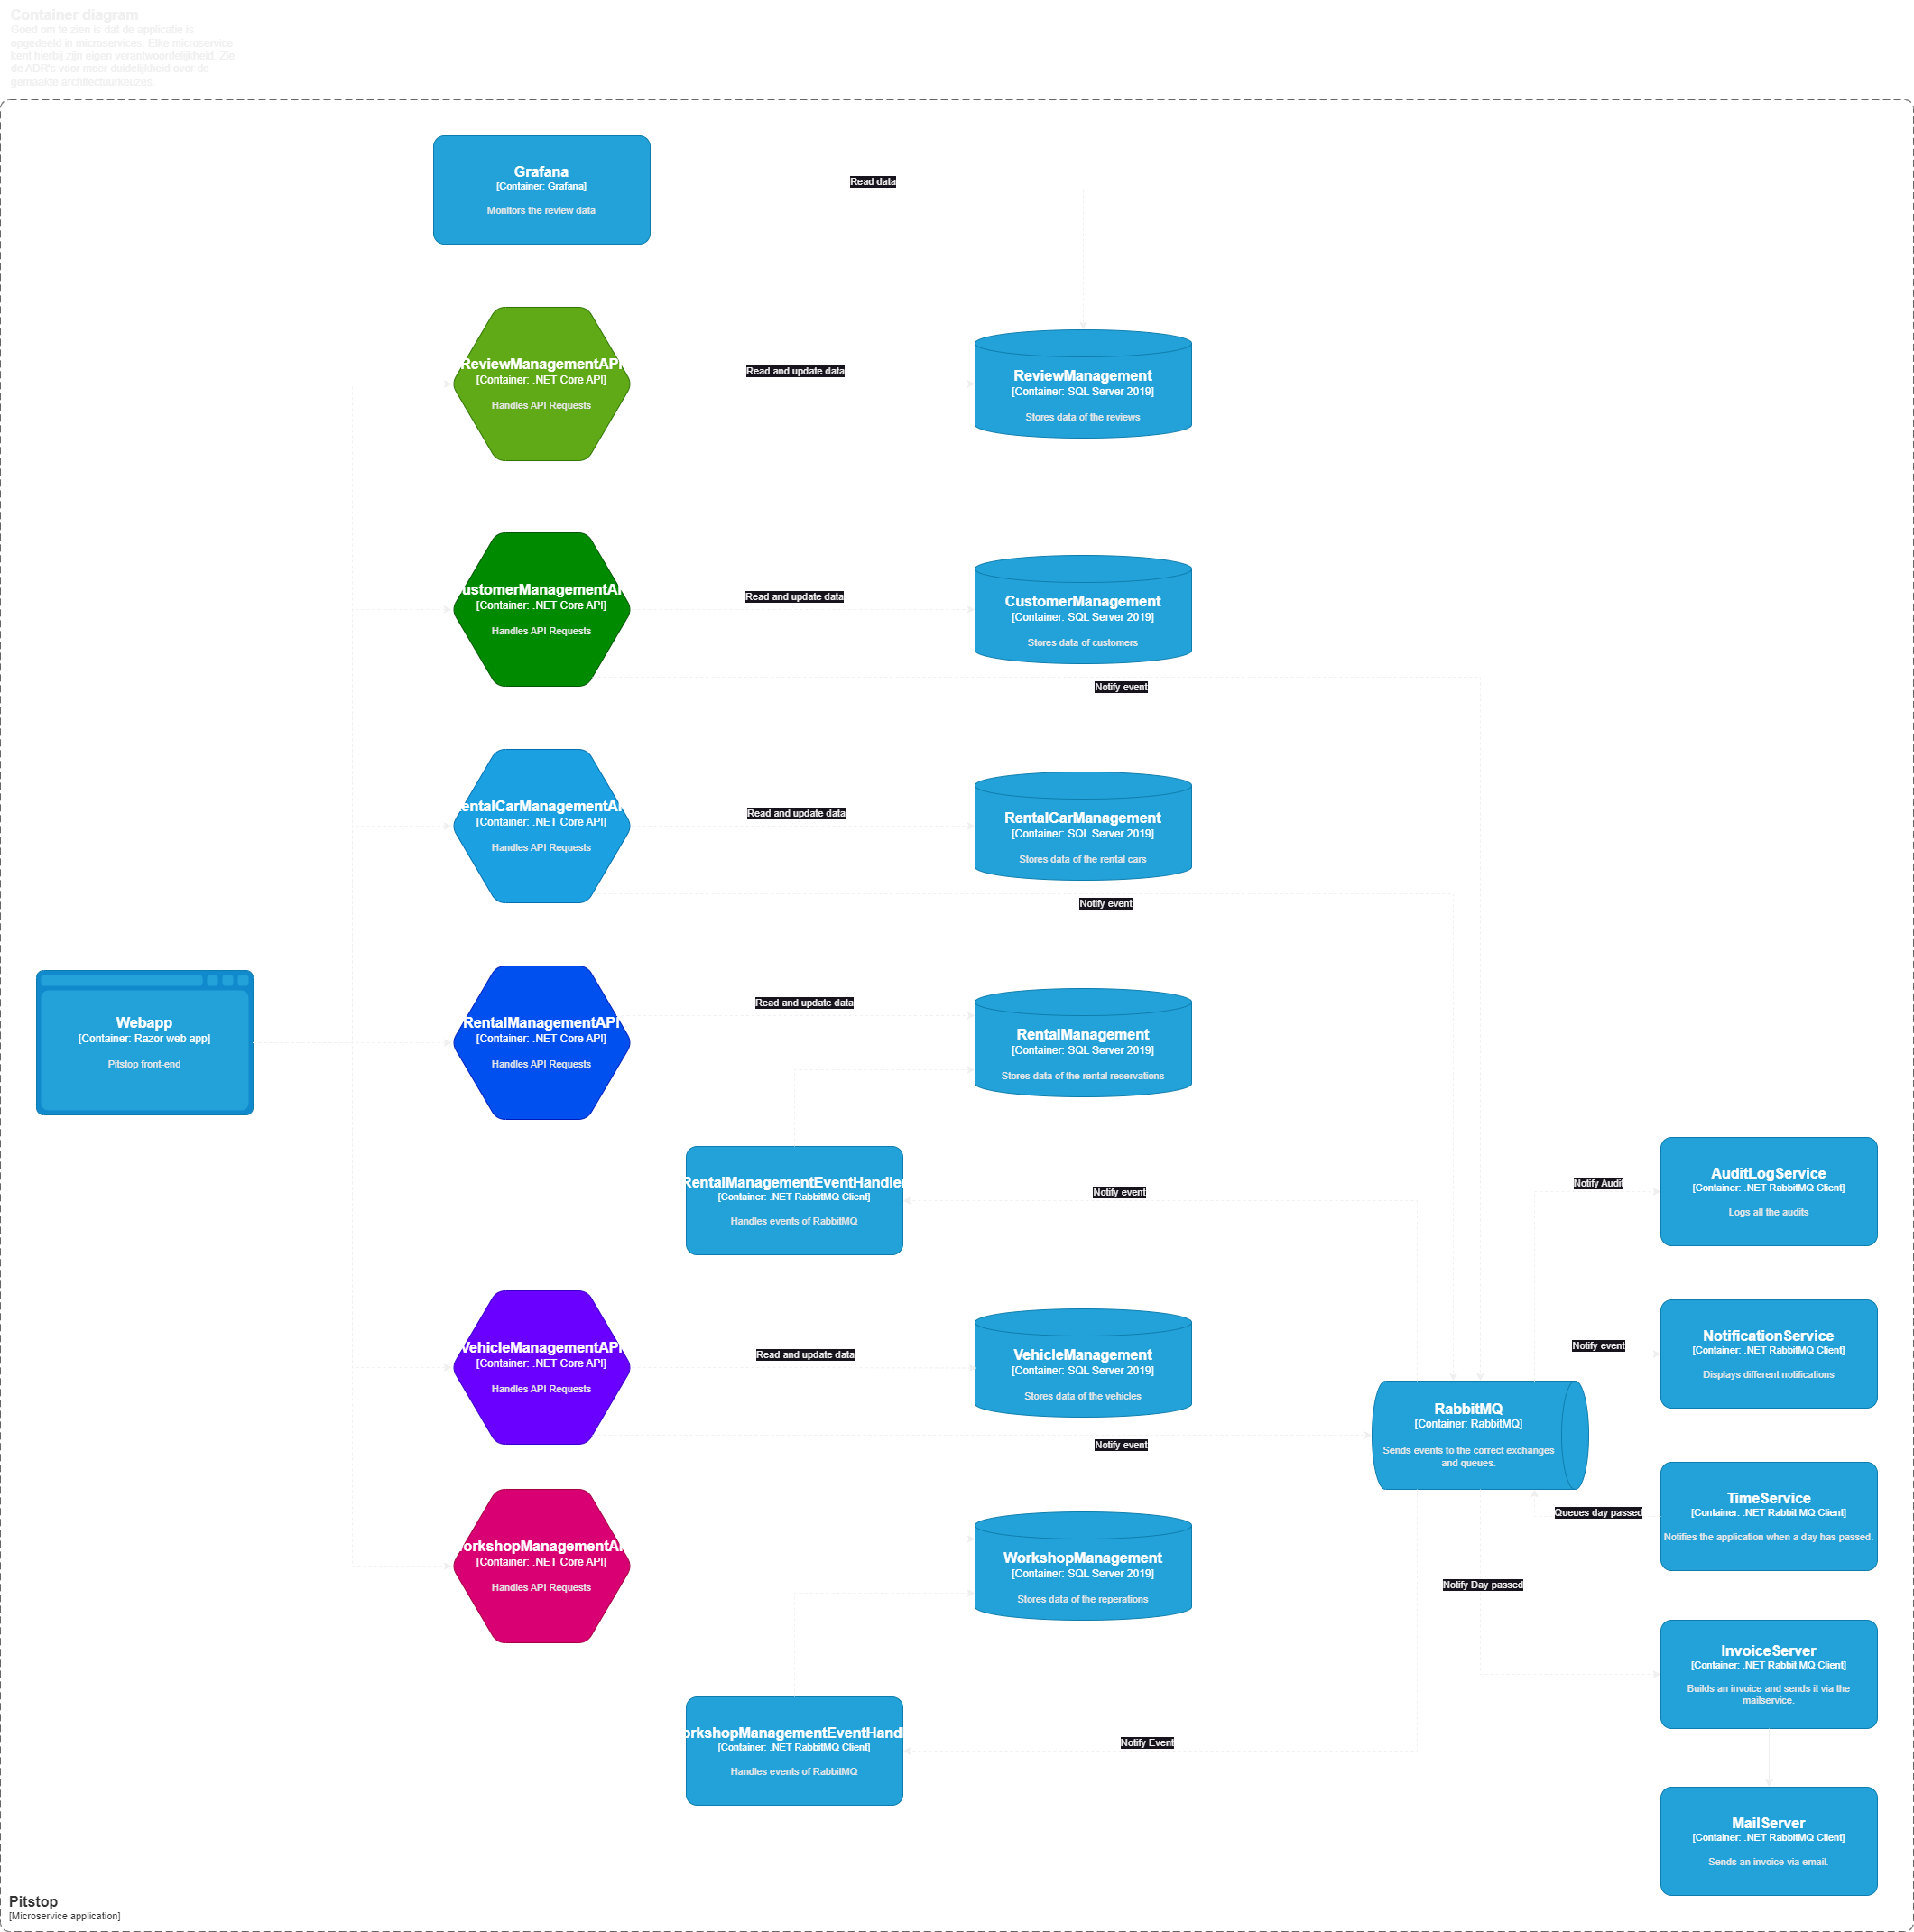 Container diagram
Goed om te zien is dat de applicatie is
opgedeeld in microservices. Elke microservice
kent hierbij zijn eigen verantwoordelijkheid. Zie
de ADR's voor meer duidelijkheid over de
gemaakte architectuurkeuzes.
Grafana
[Container: Grafana]
Monitors the review data
Read data
ReviewManagementAPI
[Container: .NET Core API]
Handles API Requests
Read and update data
ReviewManagement
[Container: SQL Server 2019]
Stores data of the reviews
ustomerManagementAP
[Container: .NET Core API]
Handles API Requests
Read and update data
CustomerManagement
[Container: SQL Server 2019]
Stores data of customers
Notify event
entalCarManagementAP
[Container: .NET Core API]
Handles API Requests
Read and update data
RentalCarManagement
[Container: SQL Server 2019]
Stores data of the rental cars
Notify event
Webapp
[Container: Razor web app]
Pitstop front-end
RentalManagementAPI
[Container: .NET Core API]
Handles API Requests
Read and update data
RentalManagement
[Container: SQL Server 2019]
Stores data of the rental reservations
RentalManagementEventHandler
[Container: .NET RabbitMQ Client]
Handles events of RabbitMQ
Notify event
Notify Audit
AuditLogService
[Container: .NET RabbitMQ Client]
Logs all the audits
VehicleManagementAPI
[Container: .NET Core API]
Handles API Requests
Read and update data
VehicleManagement
[Container: SQL Server 2019]
Stores data of the vehicles
Notify event
Notify event
NotificationService
[Container: .NET RabbitMQ Client]
Displays different notifications
RabbitMQ
[Container: RabbitMQ]
Sends events to the correct exchanges
and queues.
Queues day passed
TimeService
[Container: .NET Rabbit MQ Client]
Notifies the application when a day has passed.
orkshopManagementAP
[Container: .NET Core API]
Handles API Requests
WorkshopManagement
[Container: SQL Server 2019]
Stores data of the reperations
Notify Day passed
InvoiceServer
[Container: .NET Rabbit MQ Client]
Builds an invoice and sends it via the
mailservice.
orkshopManagementEventHandl
[Container: .NET RabbitMQ Client]
Handles events of RabbitMQ
Notify Event
MailServer
[Container: .NET RabbitMQ Client]
Sends an invoice via email.
Pitstop
[Microservice application]